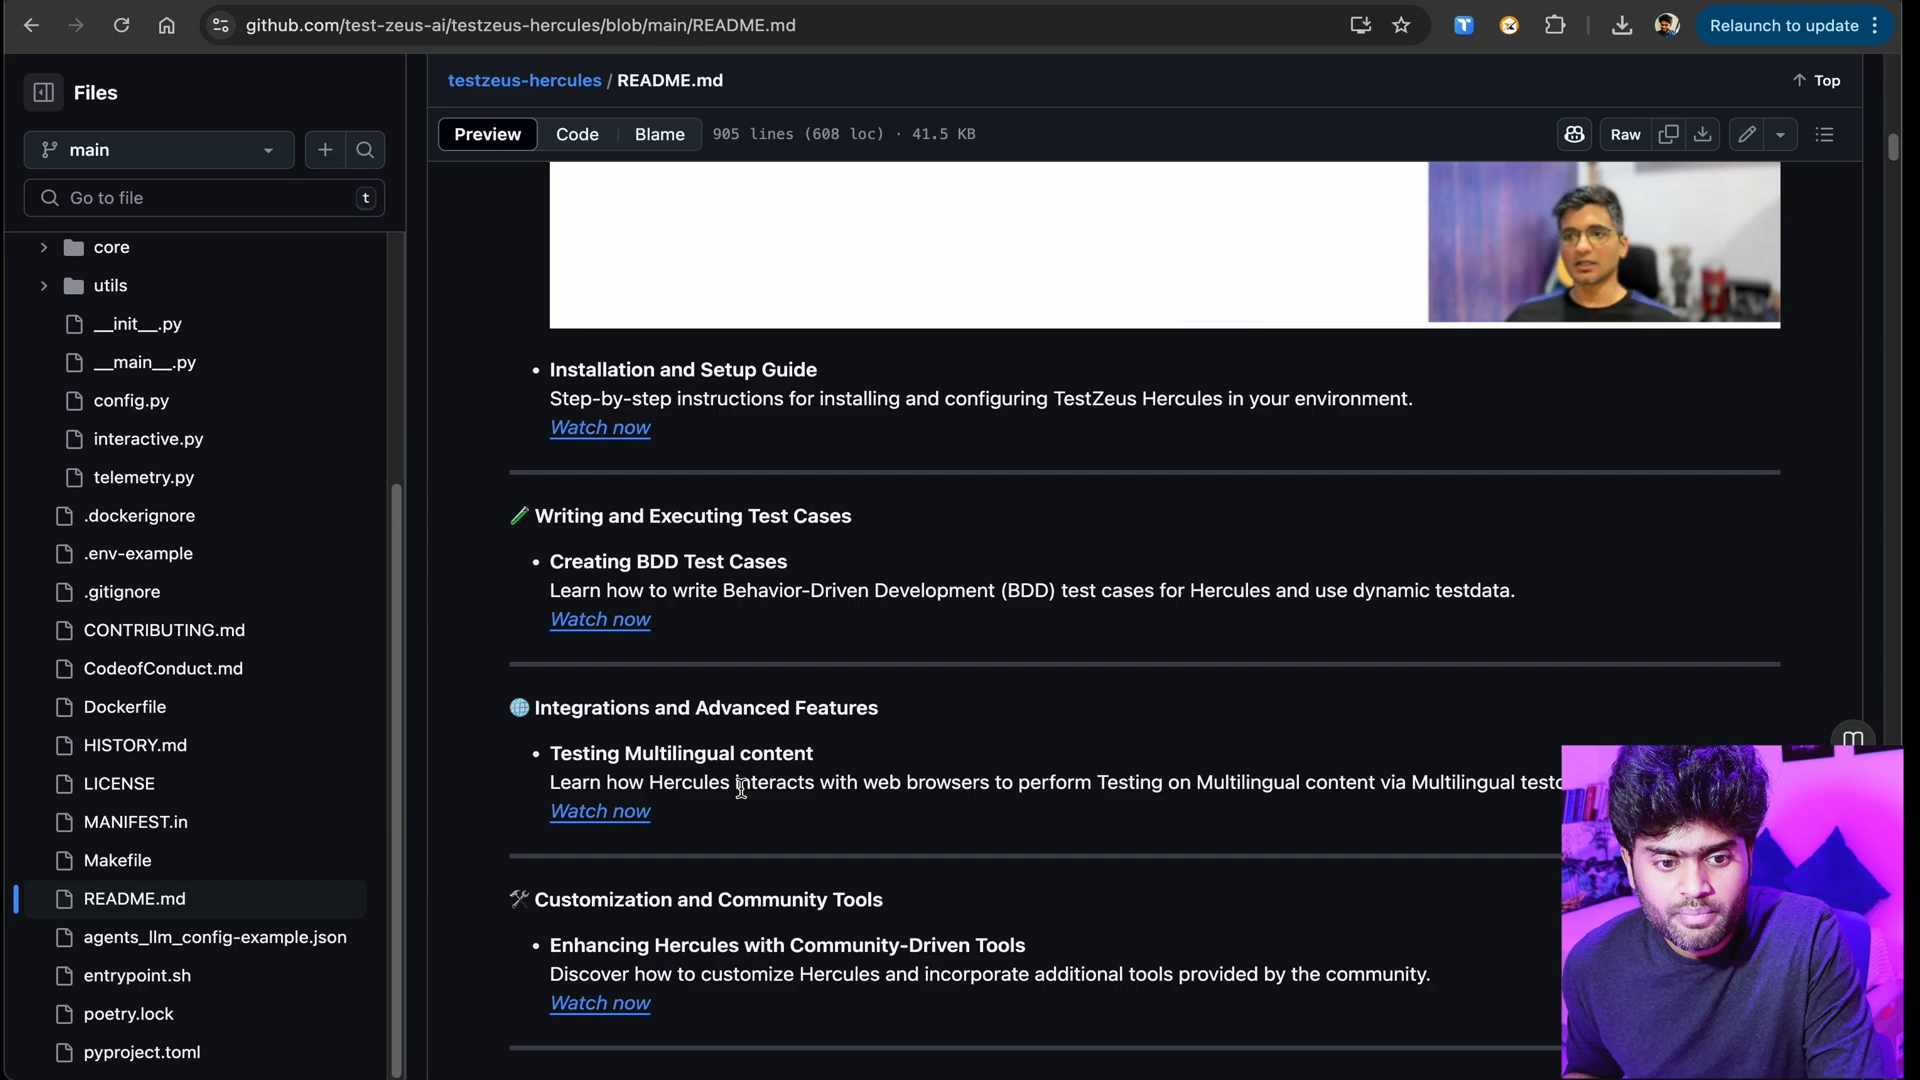 github.com/test-zeus-ai/testzeus-hercules/blob/main/README.md
Relaunch to update
Files
main
Go to file
t
core
utils
__init__.py
__main__.py
config.py
interactive.py
telemetry.py
.dockerignore
.env-example
.gitignore
CONTRIBUTING.md
CodeofConduct.md
Dockerfile
HISTORY.md
LICENSE
MANIFEST.in
Makefile
README.md
agents_llm_config-example.json
entrypoint.sh
poetry.lock
pyproject.toml
testzeus-hercules / README.md
Top
Preview
Code
Blame
905 lines (608 loc) · 41.5 KB
Raw
• Installation and Setup Guide
Step-by-step instructions for installing and configuring TestZeus Hercules in your environment.
Watch now
Writing and Executing Test Cases
• Creating BDD Test Cases
Learn how to write Behavior-Driven Development (BDD) test cases for Hercules and use dynamic testdata.
Watch now
Integrations and Advanced Features
• Testing Multilingual content
Learn how Hercules interacts with web browsers to perform Testing on Multilingual content via Multilingual
Watch now
Customization and Community Tools
• Enhancing Hercules with Community-Driven Tools
Discover how to customize Hercules and incorporate additional tools provided by the community.
Watch now